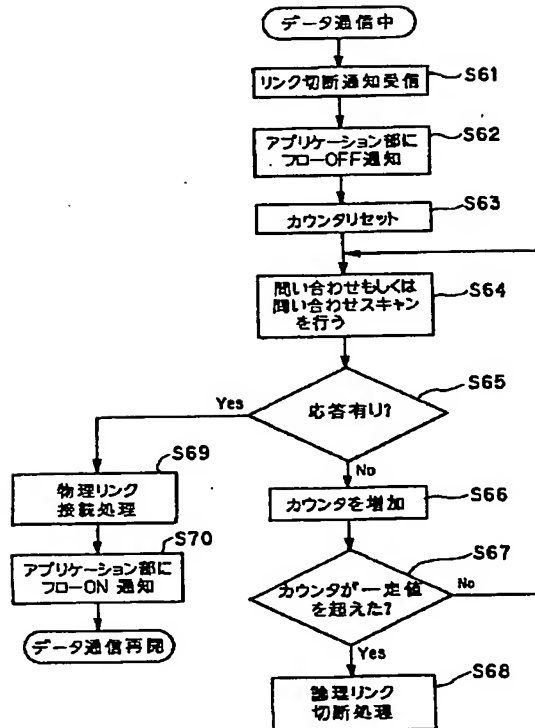 データ通信中
リンク切断通知受信
S61
アプリケーション部に
フローOFF通知
S62
カウンタリセット
S63
問い合わせもしくは
問い合わせスキャン
を行う
S64
応答有り?
S65
Yes
No
物理リンク
接続処理
S69
カウンタを増加
S66
アプリケーション部に
フローON 通知
S70
カウンタが一定値
を超えた?
S67
No
Yes
データ通信再開
論理リンク
切断処理
S68